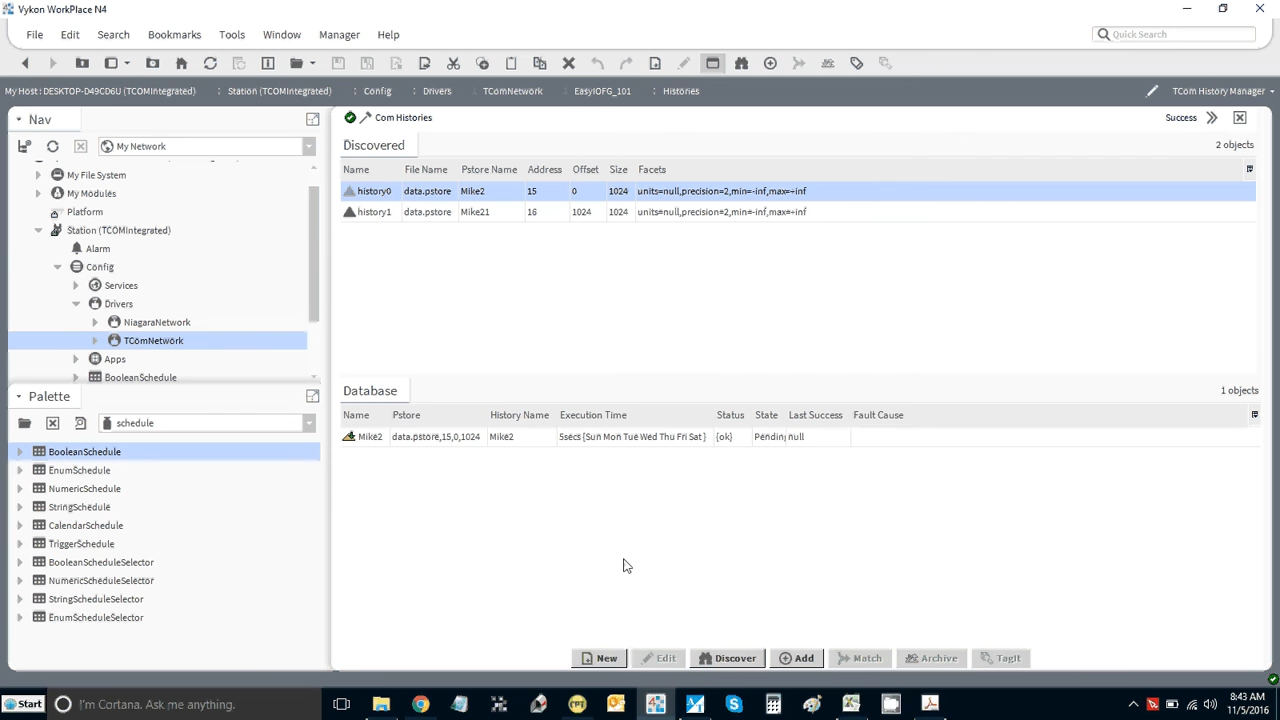 Vykon WorkPlace N4
File Edit Search Bookmarks Tools Window Manager Help
Quick Search
My Host : DESKTOP-D49CD6U (TCOMIntegrated) Station (TCOMIntegrated) Config Drivers TComNetwork EasyIOFG_101 Histories TCom History Manager
Nav
My Network
My File System
My Modules
Platform
Station (TCOMIntegrated)
Alarm
Config
Services
Drivers
NiagaraNetwork
TComNetwork
Apps
BooleanSchedule
Palette
schedule
BooleanSchedule
EnumSchedule
NumericSchedule
StringSchedule
CalendarSchedule
TriggerSchedule
BooleanScheduleSelector
NumericScheduleSelector
StringScheduleSelector
EnumScheduleSelector
Com Histories Success
Discovered 2 objects
Name File Name Pstore Name Address Offset Size Facets
history0 data.pstore Mike2 15 0 1024 units=null,precision=2,min=-inf,max=+inf
history1 data.pstore Mike21 16 1024 1024 units=null,precision=2,min=-inf,max=+inf
Database 1 objects
Name Pstore History Name Execution Time Status State Last Success Fault Cause
Mike2 data.pstore,15,0,1024 Mike2 5secs {Sun Mon Tue Wed Thu Fri Sat } {ok} Pendin null
New Edit Discover Add Match Archive TagIt
Start I'm Cortana. Ask me anything. 8:43 AM
11/5/2016